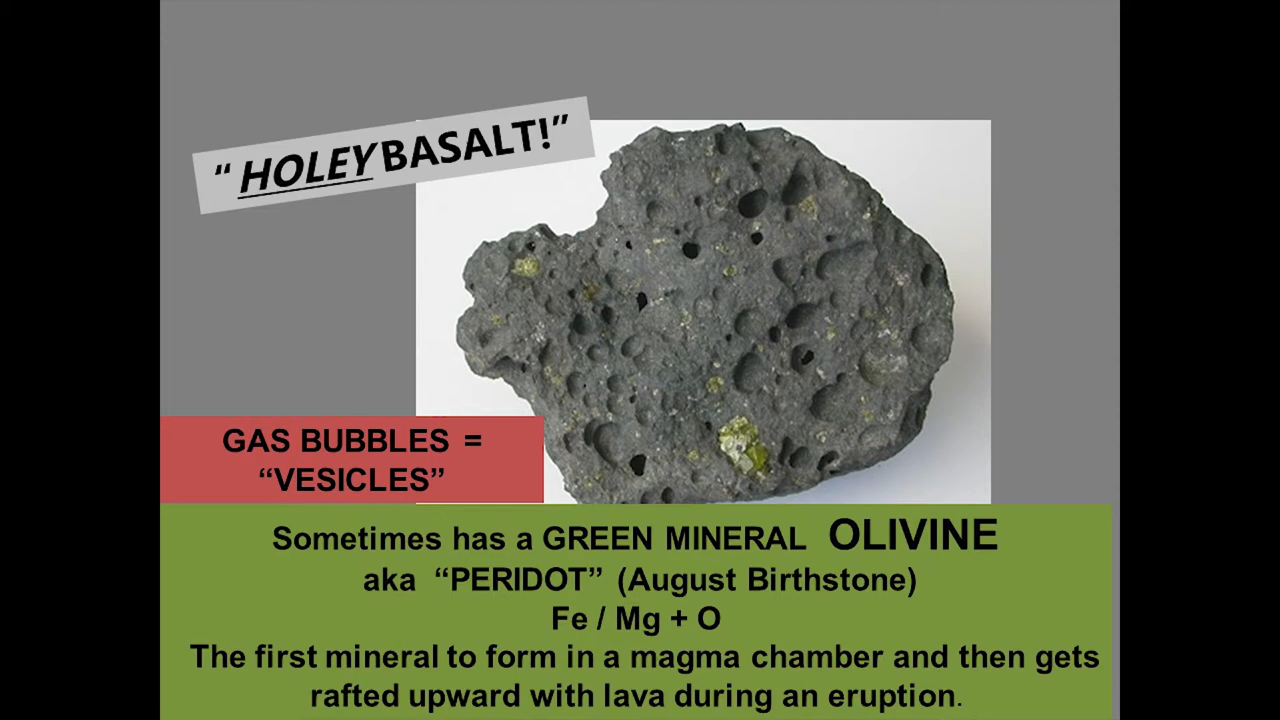 “ HOLEY BASALT!”
GAS BUBBLES =
“VESICLES”
Sometimes has a GREEN MINERAL OLIVINE
aka “PERIDOT” (August Birthstone)
Fe / Mg + O
The first mineral to form in a magma chamber and then gets
rafted upward with lava during an eruption.